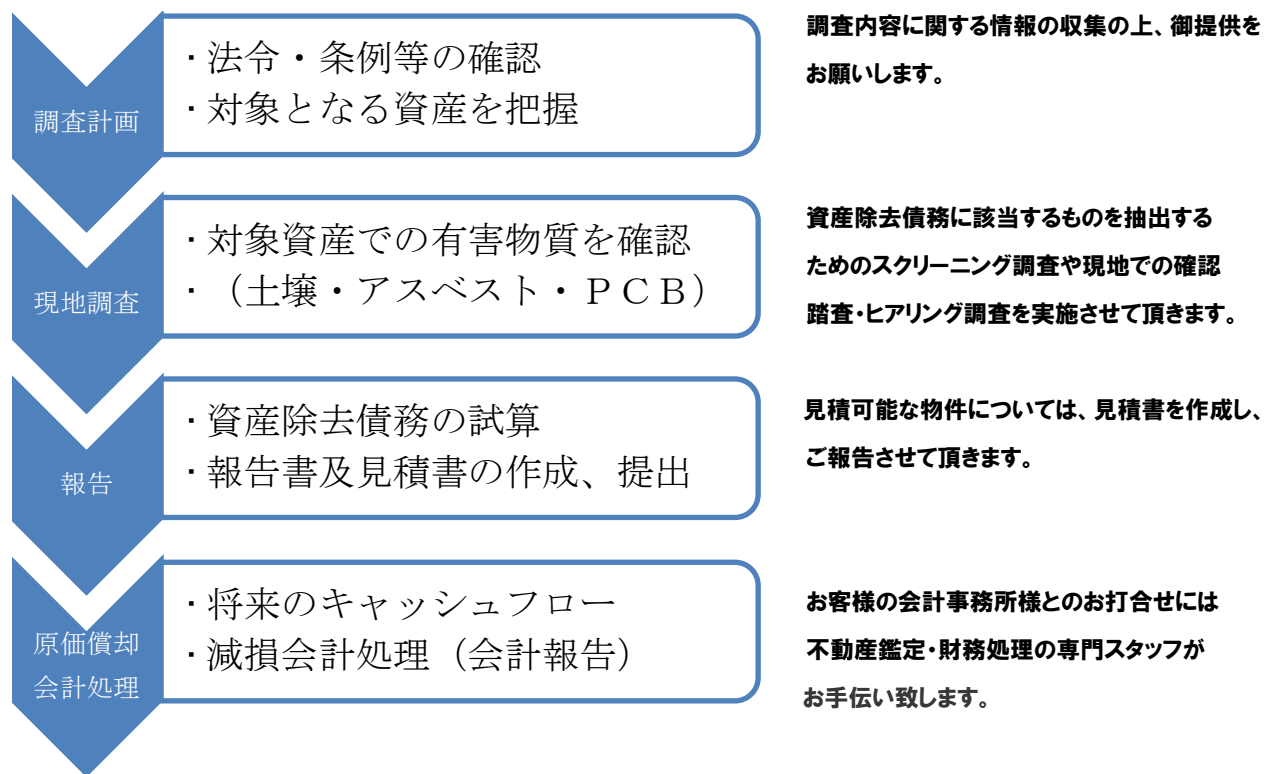 調査計画
・法令・条例等の確認
・対象となる資産を把握
調査内容に関する情報の収集の上、御提供を
お願いします。
現地調査
・対象資産での有害物質を確認
・（土壌・アスベスト・ＰＣＢ）
資産除去債務に該当するものを抽出する
ためのスクリーニング調査や現地での確認
踏査・ヒアリング調査を実施させて頂きます。
報告
・資産除去債務の試算
・報告書及見積書の作成、提出
見積可能な物件については、見積書を作成し、
ご報告させて頂きます。
原価償却
会計処理
・将来のキャッシュフロー
・減損会計処理（会計報告）
お客様の会計事務所様とのお打合せには
不動産鑑定・財務処理の専門スタッフが
お手伝い致します。